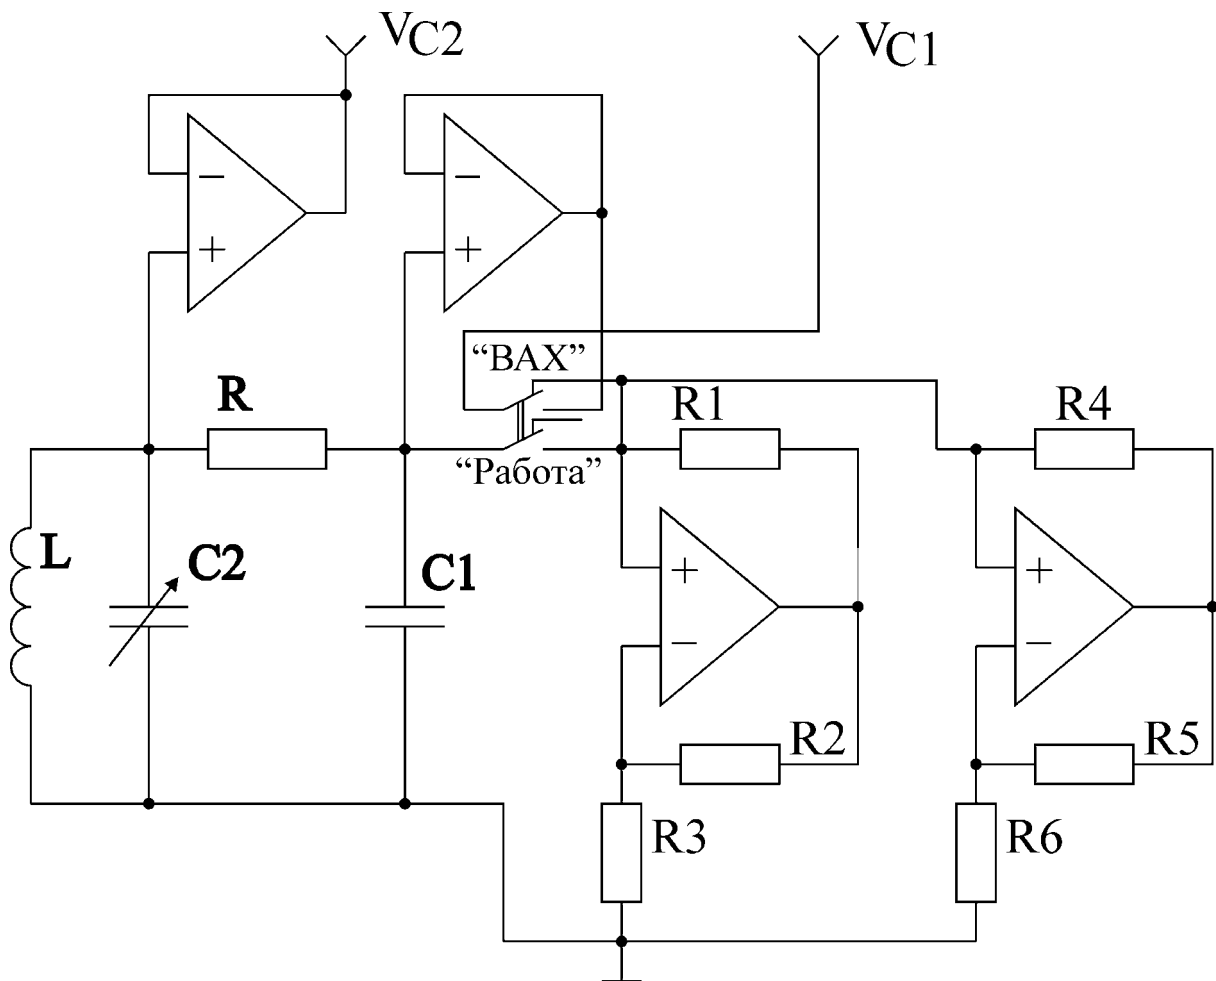 VC2
VC1
− −
+ +
“ВАХ”
R
R1
R4
“Работа”
L
C2
C1
+ +
− −
R2
R5
R3
R6